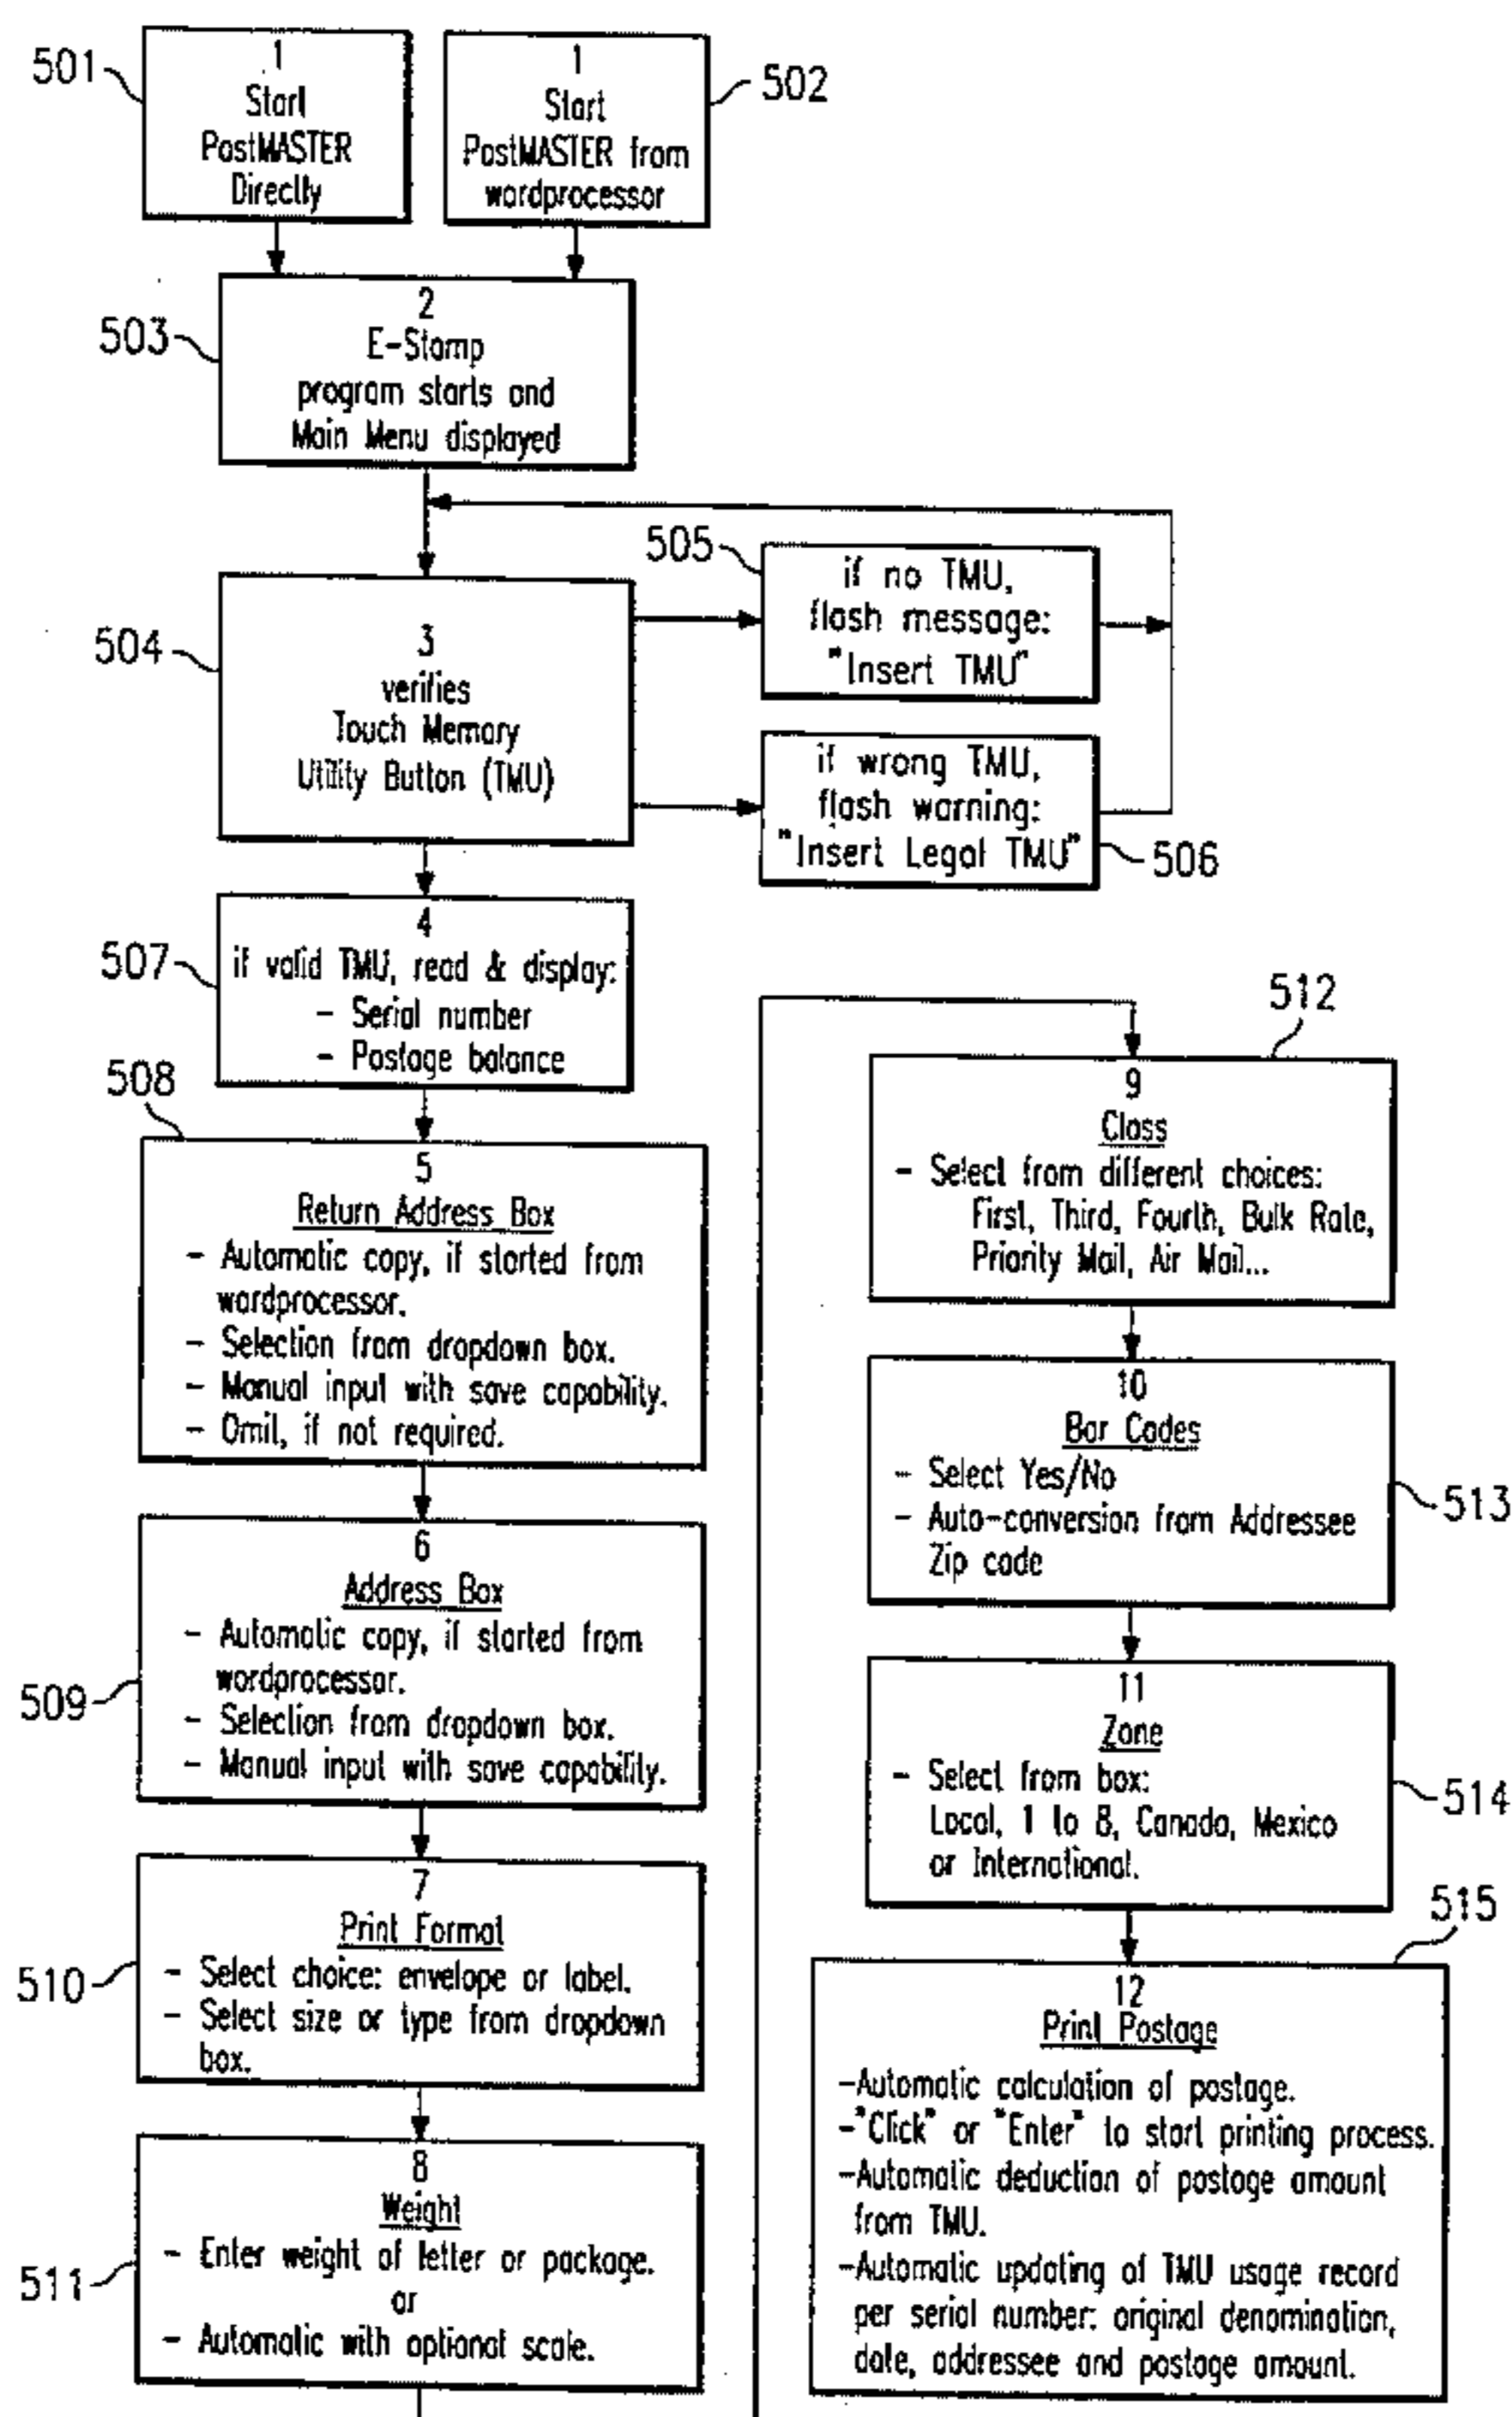 501
1
Start
PostMASTER
Directly
1
Start
PostMASTER from
wordprocessor
502
503
2
E-Stamp
program starts and
Main Menu displayed
504
3
verifies
Touch Memory
Utility Button (TMU)
505
if no TMU,
flash message:
"Insert TMU"
if wrong TMU,
flash warning:
"Insert Legal TMU"
506
507
4
if valid TMU, read & display:
- Serial number
- Postage balance
508
5
Return Address Box
- Automatic copy, if started from
wordprocessor.
- Selection from dropdown box.
- Manual input with save capability.
- Omit, if not required.
509
6
Address Box
- Automatic copy, if started from
wordprocessor.
- Selection from dropdown box.
- Manual input with save capability.
510
7
Print Format
- Select choice: envelope or label.
- Select size or type from dropdown
box.
511
8
Weight
- Enter weight of letter or package.
or
- Automatic with optional scale.
512
9
Class
- Select from different choices:
First, Third, Fourth, Bulk Rate,
Priority Mail, Air Mail...
10
Bar Codes
- Select Yes/No
- Auto-conversion from Addressee
Zip code
513
11
Zone
- Select from box:
Local, 1 to 8, Canada, Mexico
or International.
514
515
12
Print Postage
-Automatic calculation of postage.
-"Click" or "Enter" to start printing process.
-Automatic deduction of postage amount
from TMU.
-Automatic updating of TMU usage record
per serial number: original denomination,
date, addressee and postage amount.